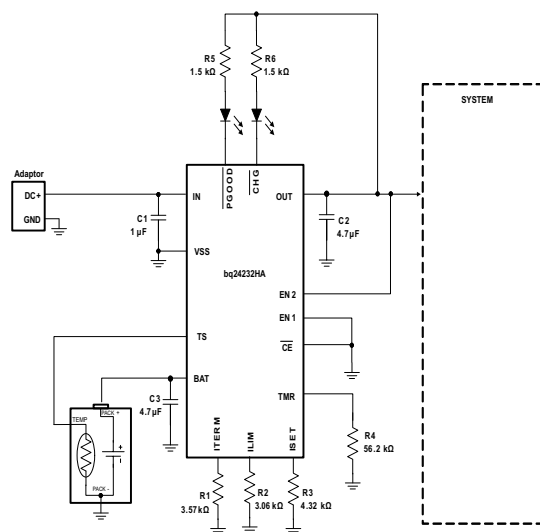 R5
1.5 kΩ
R6
1.5 kΩ
SYSTEM
Adaptor
DC+
GND
IN
PGOOD
CHG
OUT
C1
1 µF
C2
4.7µF
VSS
bq24232HA
EN 2
EN 1
TS
CE
BAT
C3
4.7µF
TMR
PACK +
TEMP
+
-
PACK -
ITERM
ILIM
ISET
R4
56.2 kΩ
R1
3.57kΩ
R2
3.06 kΩ
R3
4.32 kΩ